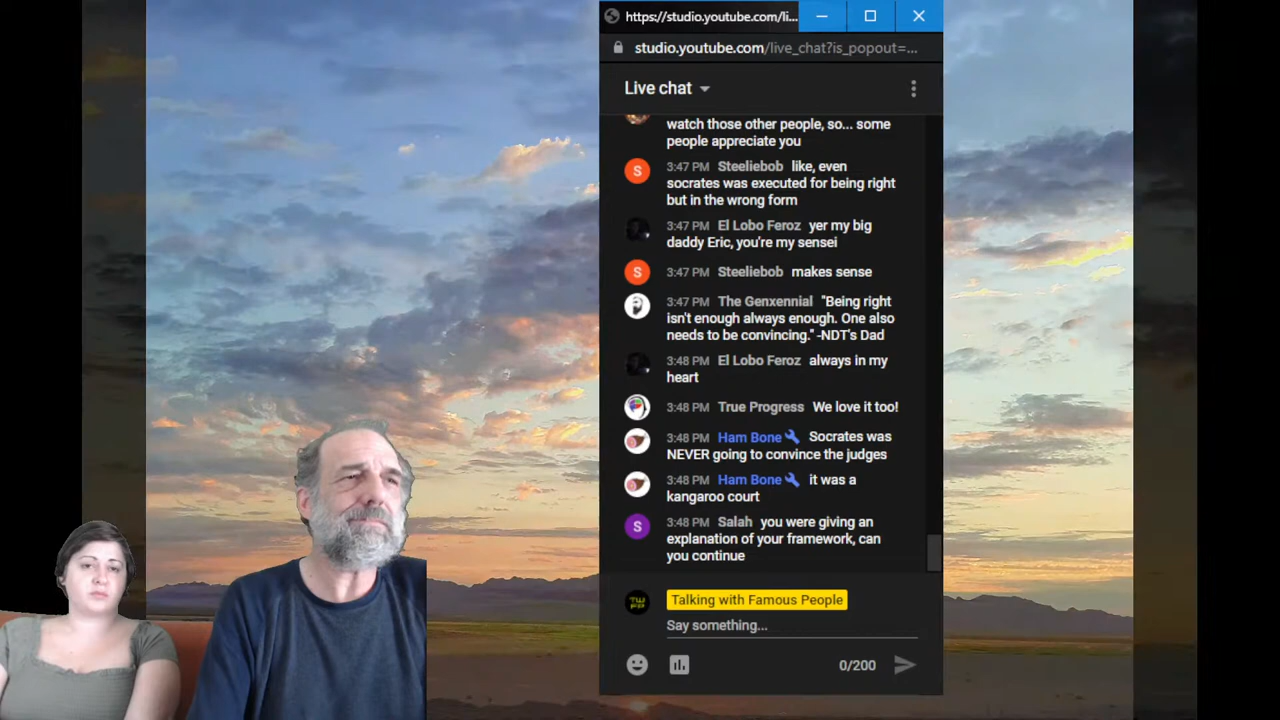 https://studio.youtube.com/li...
studio.youtube.com/live_chat?is_popout=...
Live chat
watch those other people, so... some
people appreciate you
S
3:47 PM Steeliebob like, even
socrates was executed for being right
but in the wrong form
3:47 PM El Lobo Feroz yer my big
daddy Eric, you're my sensei
S
3:47 PM Steeliebob makes sense
3:47 PM The Genxennial "Being right
isn't enough always enough. One also
needs to be convincing." -NDT's Dad
3:48 PM El Lobo Feroz always in my
heart
3:48 PM True Progress We love it too!
3:48 PM Ham Bone Socrates was
NEVER going to convince the judges
3:48 PM Ham Bone it was a
kangaroo court
S
3:48 PM Salah you were giving an
explanation of your framework, can
you continue
TW
FP
Talking with Famous People
Say something...
0/200